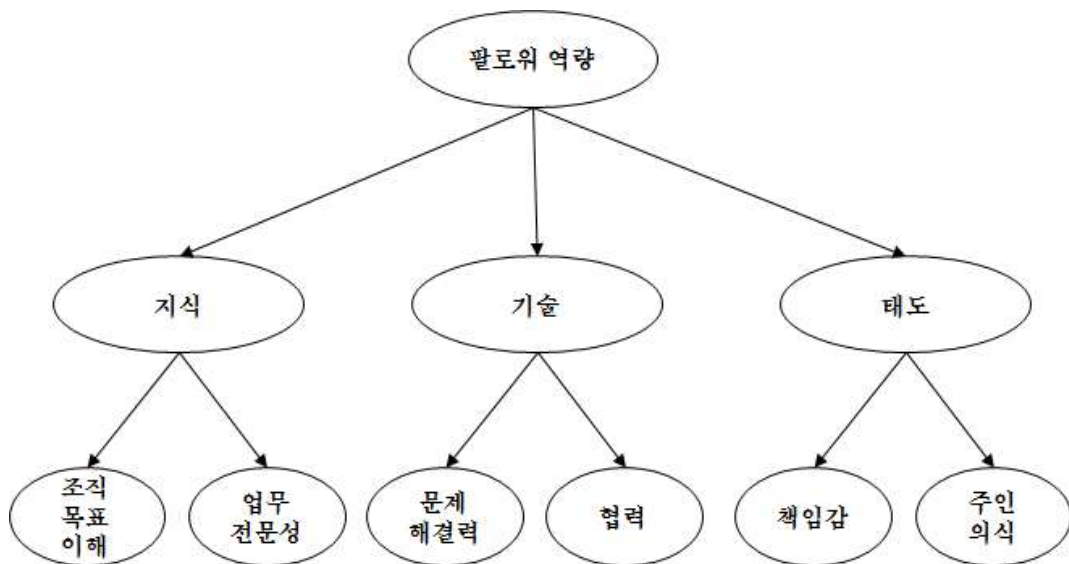 팔로워 역량
지식
기술
태도
조직
목표
이해
업무
전문성
문제
해결력
협력
책임감
주인
의식